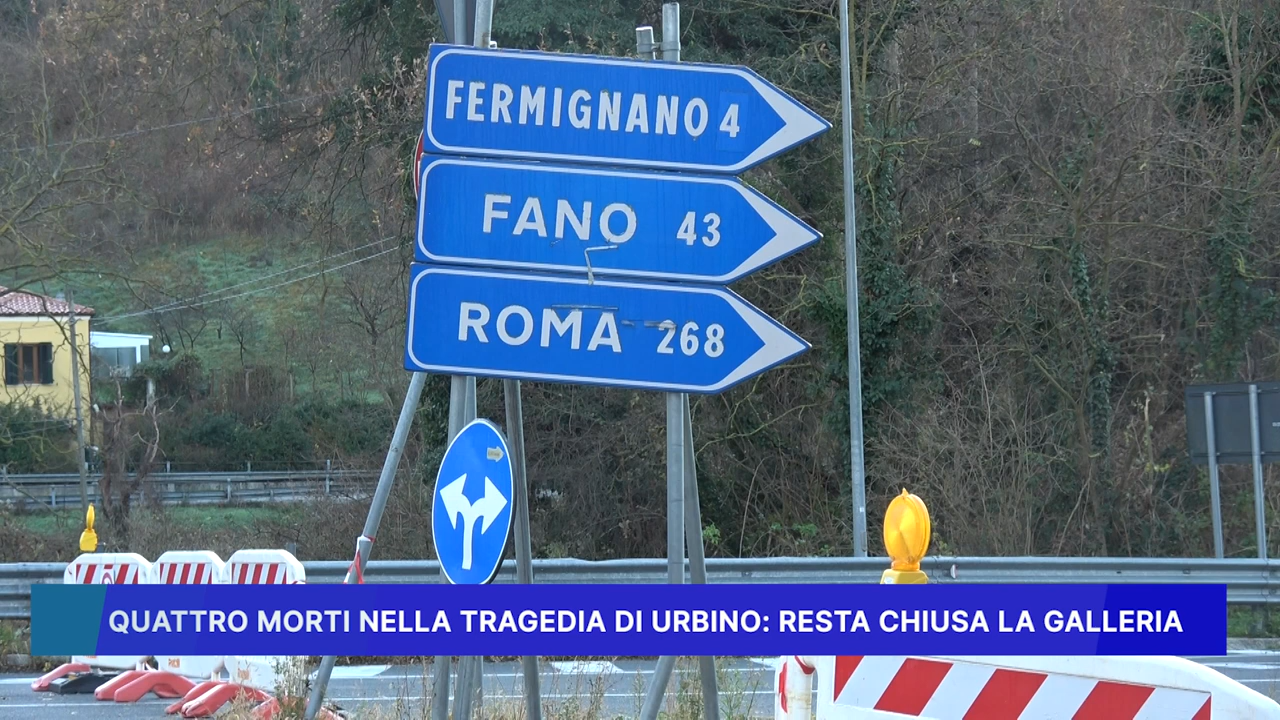 FERMIGNANO 4
FANO 43
ROMA 268
QUATTRO MORTI NELLA TRAGEDIA DI URBINO: RESTA CHIUSA LA GALLERIA